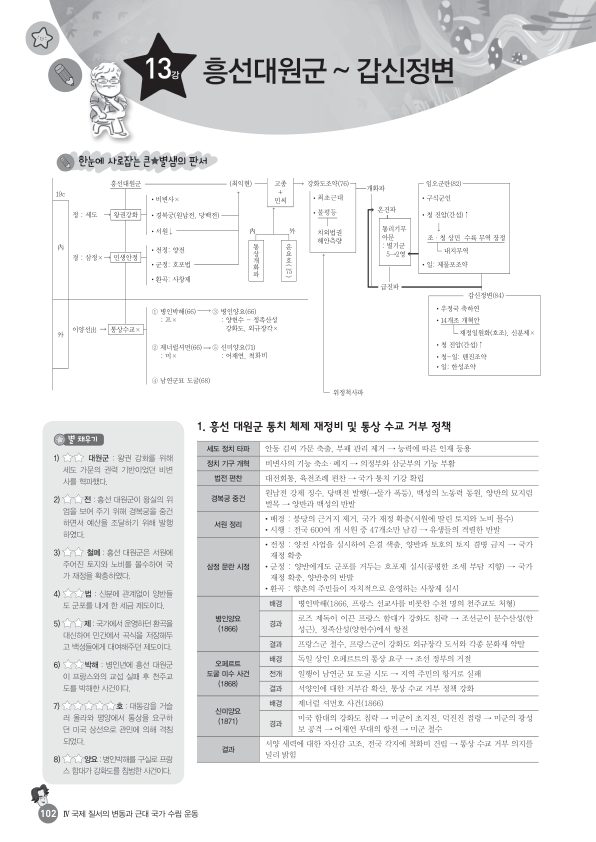 13강 흥선대원군 ~ 갑신정변
한눈에 사로잡는 큰★별쌤의 판서
19c
內
外
흥선대원군
(최익현)
정 : 세도 → 왕권강화
• 비변사×
• 경복궁(원납전, 당백전)
• 서원↓
정 : 삼정× → 민생안정
• 전정: 양전
• 군정: 호포법
• 환곡: 사창제
고종
+
민씨
內 外
통상개화파
운요호(75)
강화도조약(76)
• 최초근대
• 불평등
치외법권
해안측량
개화파
온건파
통리기무
아문
: 별기군
5→2영
급진파
위정척사파
임오군란(82)
• 구식군인
• 청 진압(간섭)↑
조·청 상민 수륙 무역 장정
내지무역
• 일: 제물포조약
갑신정변(84)
• 우정국 축하연
• 14개조 개혁안
재정일원화(호조), 신분제×
• 청 진압(간섭)↑
• 청-일: 톈진조약
• 일: 한성조약
이양선出 → 통상수교×
① 병인박해(66) → ③ 병인양요(66)
: 프× : 양헌수 - 정족산성
강화도, 외규장각×
② 제너럴셔먼(66) → ⑤ 신미양요(71)
: 미× : 어재연, 척화비
④ 남연군묘 도굴(68)
별 채우기
1) ☆☆ 대원군 : 왕권 강화를 위해
세도 가문의 권력 기반이었던 비변
사를 혁파했다.
2) ☆☆전 : 흥선 대원군이 왕실의 위
엄을 보여 주기 위해 경복궁을 중건
하면서 예산을 조달하기 위해 발행
하였다.
3) ☆☆ 철폐 : 흥선 대원군은 서원에
주어진 토지와 노비를 몰수하여 국
가 재정을 확충하였다.
4) ☆☆법 : 신분에 관계없이 양반들
도 군포를 내게 한 세금 제도이다.
5) ☆☆제 : 국가에서 운영하던 환곡을
대신하여 민간에서 곡식을 저장해두
고 백성들에게 대여해주던 제도이다.
6) ☆☆박해 : 병인년에 흥선 대원군
이 프랑스와의 교섭 실패 후 천주교
도를 박해한 사건이다.
7) ☆☆☆☆☆호 : 대동강을 거슬
러 올라와 평양에서 통상을 요구하
던 미국 상선으로 관민에 의해 격침
되었다.
8) ☆☆양요 : 병인박해를 구실로 프랑
스 함대가 강화도를 침범한 사건이다.
1. 흥선 대원군 통치 체제 재정비 및 통상 수교 거부 정책
세도 정치 타파 안동 김씨 가문 축출, 부패 관리 제거 → 능력에 따른 인재 등용
정치 기구 개혁 비변사의 기능 축소·폐지 → 의정부와 삼군부의 기능 부활
법전 편찬 대전회통, 육전조례 편찬 → 국가 통치 기강 확립
경복궁 중건 원납전 강제 징수, 당백전 발행(→물가 폭등), 백성의 노동력 동원, 양반의 묘지림
벌목 → 양반과 백성의 반발
서원 정리 • 배경 : 붕당의 근거지 제거, 국가 재정 확충(서원에 딸린 토지와 노비 몰수)
• 시행 : 전국 600여 개 서원 중 47개소만 남김 → 유생들의 격렬한 반발
삼정 문란 시정 • 전정 : 양전 사업을 실시하여 은결 색출, 양반과 토호의 토지 겸병 금지 → 국가
재정 확충
• 군정 : 양반에게도 군포를 거두는 호포제 실시(공평한 조세 부담 지향) → 국가
재정 확충, 양반층의 반발
• 환곡 : 향촌의 주민들이 자치적으로 운영하는 사창제 실시
병인양요
(1866)
배경 병인박해(1866, 프랑스 선교사를 비롯한 수천 명의 천주교도 처형)
경과 로즈 제독이 이끈 프랑스 함대가 강화도 침략 → 조선군이 문수산성(한
성근), 정족산성(양헌수)에서 항전
결과 프랑스군 철수, 프랑스군이 강화도 외규장각 도서와 각종 문화재 약탈
오페르트
도굴 미수 사건
(1868)
배경 독일 상인 오페르트의 통상 요구 → 조선 정부의 거절
전개 일행이 남연군 묘 도굴 시도 → 지역 주민의 항거로 실패
결과 서양인에 대한 거부감 확산, 통상 수교 거부 정책 강화
신미양요
(1871)
배경 제너럴 셔먼호 사건(1866)
경과 미국 함대의 강화도 침략 → 미군이 초지진, 덕진진 점령 → 미군의 광성
보 공격 → 어재연 부대의 항전 → 미군 철수
결과 서양 세력에 대한 자신감 고조, 전국 각지에 척화비 건립 → 통상 수교 거부 의지를
널리 밝힘
102 Ⅳ 국제 질서의 변동과 근대 국가 수립 운동